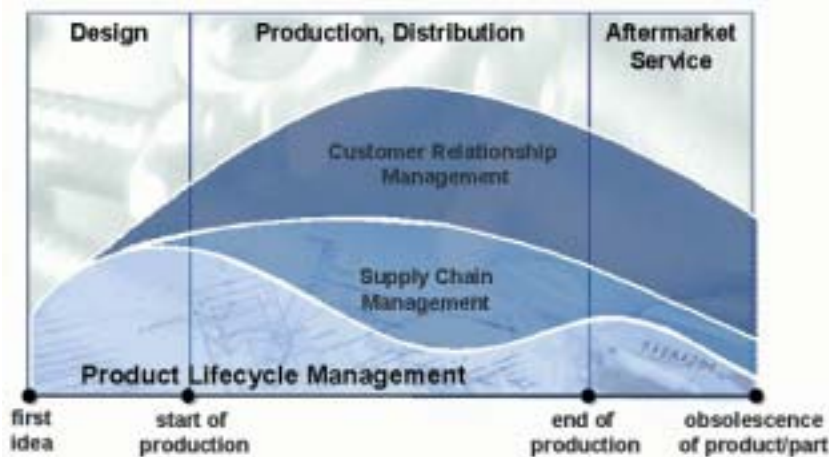 Design
Production, Distribution
Aftermarket
Service
Customer Relationship
Management
Supply Chain
Management
Product Lifecycle Management
first
idea
start of
production
end of
production
obsolescence
of product/part